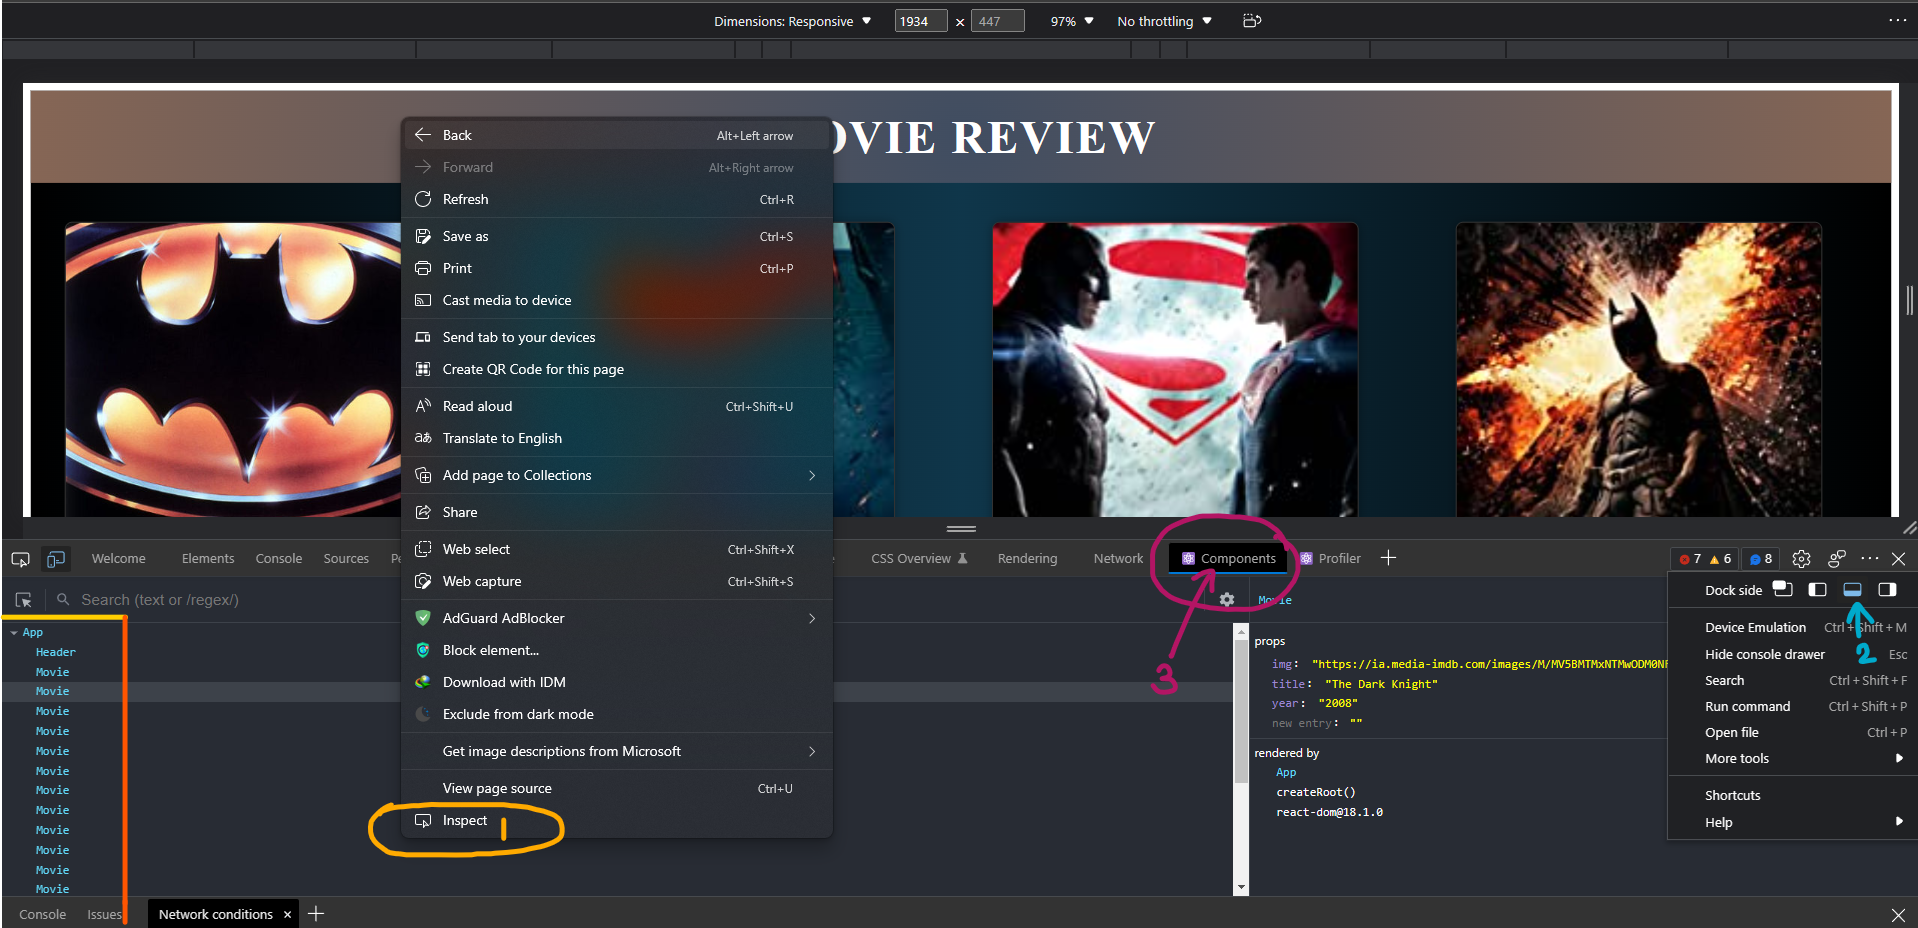 Dimensions: Responsive 1934 × 447 97% No throttling
OVIE REVIEW
Back Alt+Left arrow
Forward Alt+Right arrow
Refresh Ctrl+R
Save as Ctrl+S
Print Ctrl+P
Cast media to device
Send tab to your devices
Create QR Code for this page
Read aloud Ctrl+Shift+U
Translate to English
Add page to Collections
Share
Web select Ctrl+Shift+X
Web capture Ctrl+Shift+S
AdGuard AdBlocker
Block element...
Download with IDM
Exclude from dark mode
Get image descriptions from Microsoft
View page source Ctrl+U
Inspect 1
Welcome Elements Console Sources Pe CSS Overview Rendering Network Components Profiler 7 6 8
Search (text or /regex/)
App
Header
Movie
Movie
Movie
Movie
Movie
Movie
Movie
Movie
Movie
Movie
Movie
Movie
3
Movie
props
img: "https://ia.media-imdb.com/images/M/MV5BMTMxNTMwODM0NF
title: "The Dark Knight"
year: "2008"
new entry: ""
rendered by
App
createRoot()
react-dom@18.1.0
Dock side
Device Emulation Ctrl + Shift + M
Hide console drawer 2 Esc
Search Ctrl + Shift + F
Run command Ctrl + Shift + P
Open file Ctrl + P
More tools
Shortcuts
Help
Console Issues Network conditions